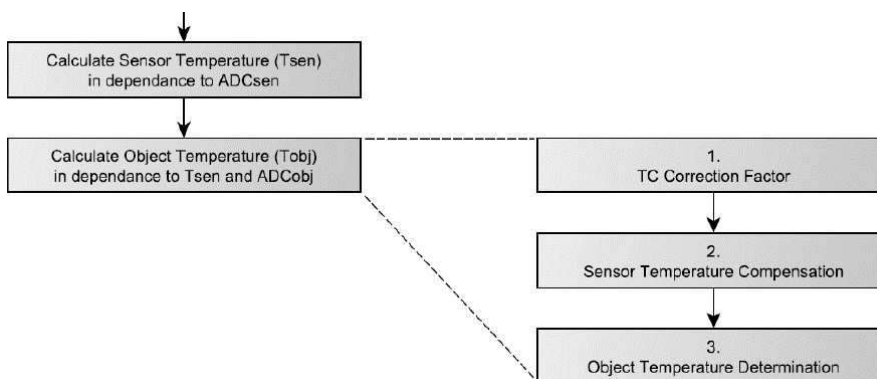 Calculate Sensor Temperature (Tsen)
in dependance to ADCsen
Calculate Object Temperature (Tobj)
in dependance to Tsen and ADCobj
1.
TC Correction Factor
2.
Sensor Temperature Compensation
3.
Object Temperature Determination